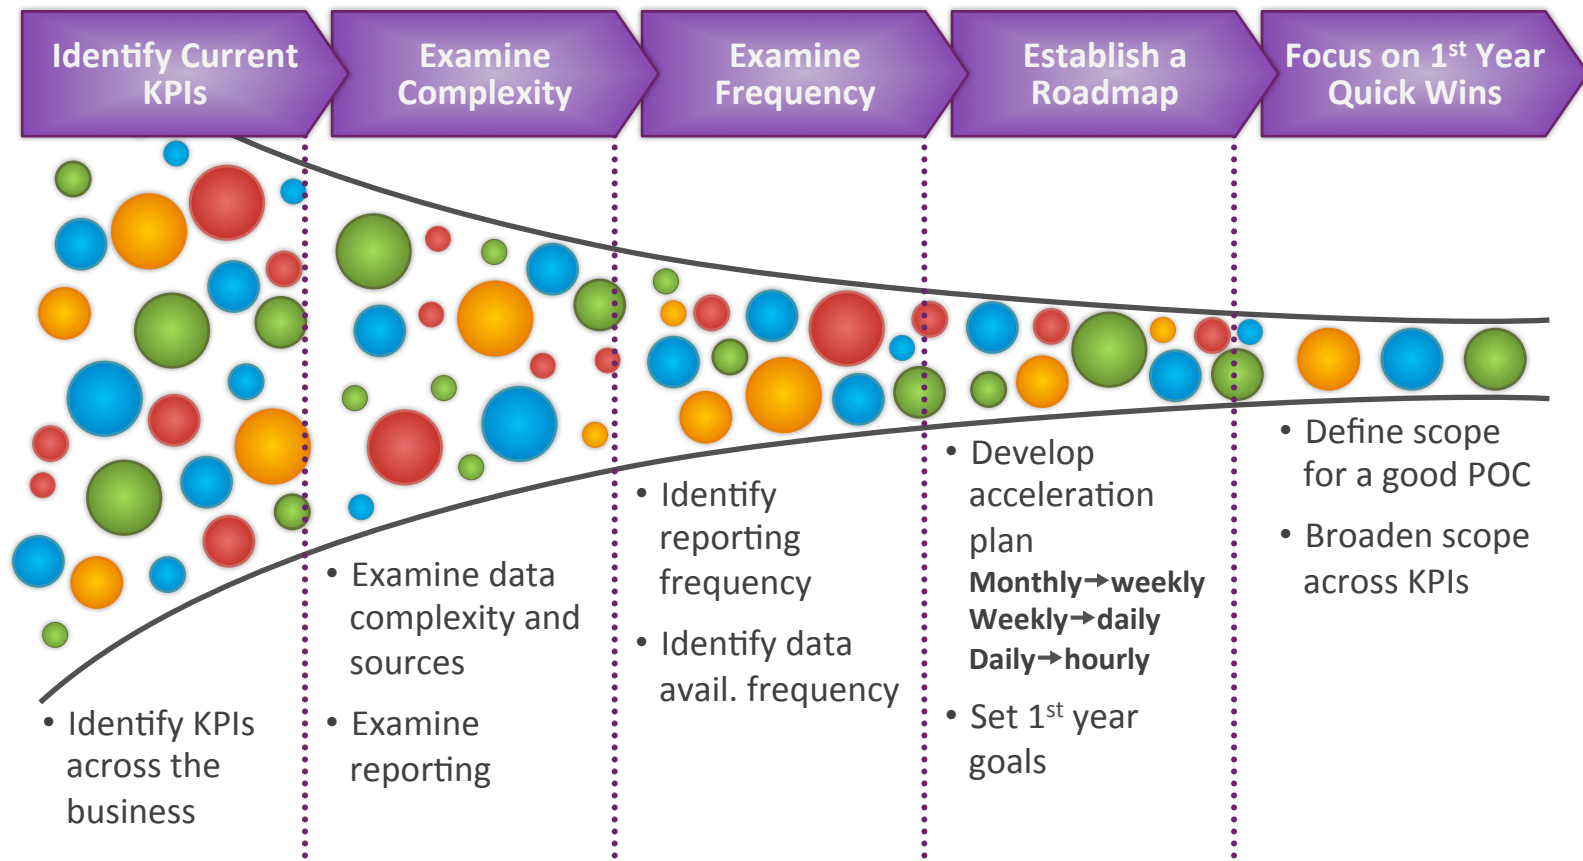 Identify Current
KPIs
Examine
Complexity
Examine
Frequency
Establish a
Roadmap
Focus on 1st Year
Quick Wins
• Identify KPIs
across the
business
• Examine data
complexity and
sources
• Examine
reporting
• Identify
reporting
frequency
• Identify data
avail. frequency
• Develop
acceleration
plan
Monthly→weekly
Weekly→daily
Daily→hourly
• Set 1st year
goals
• Define scope
for a good POC
• Broaden scope
across KPIs